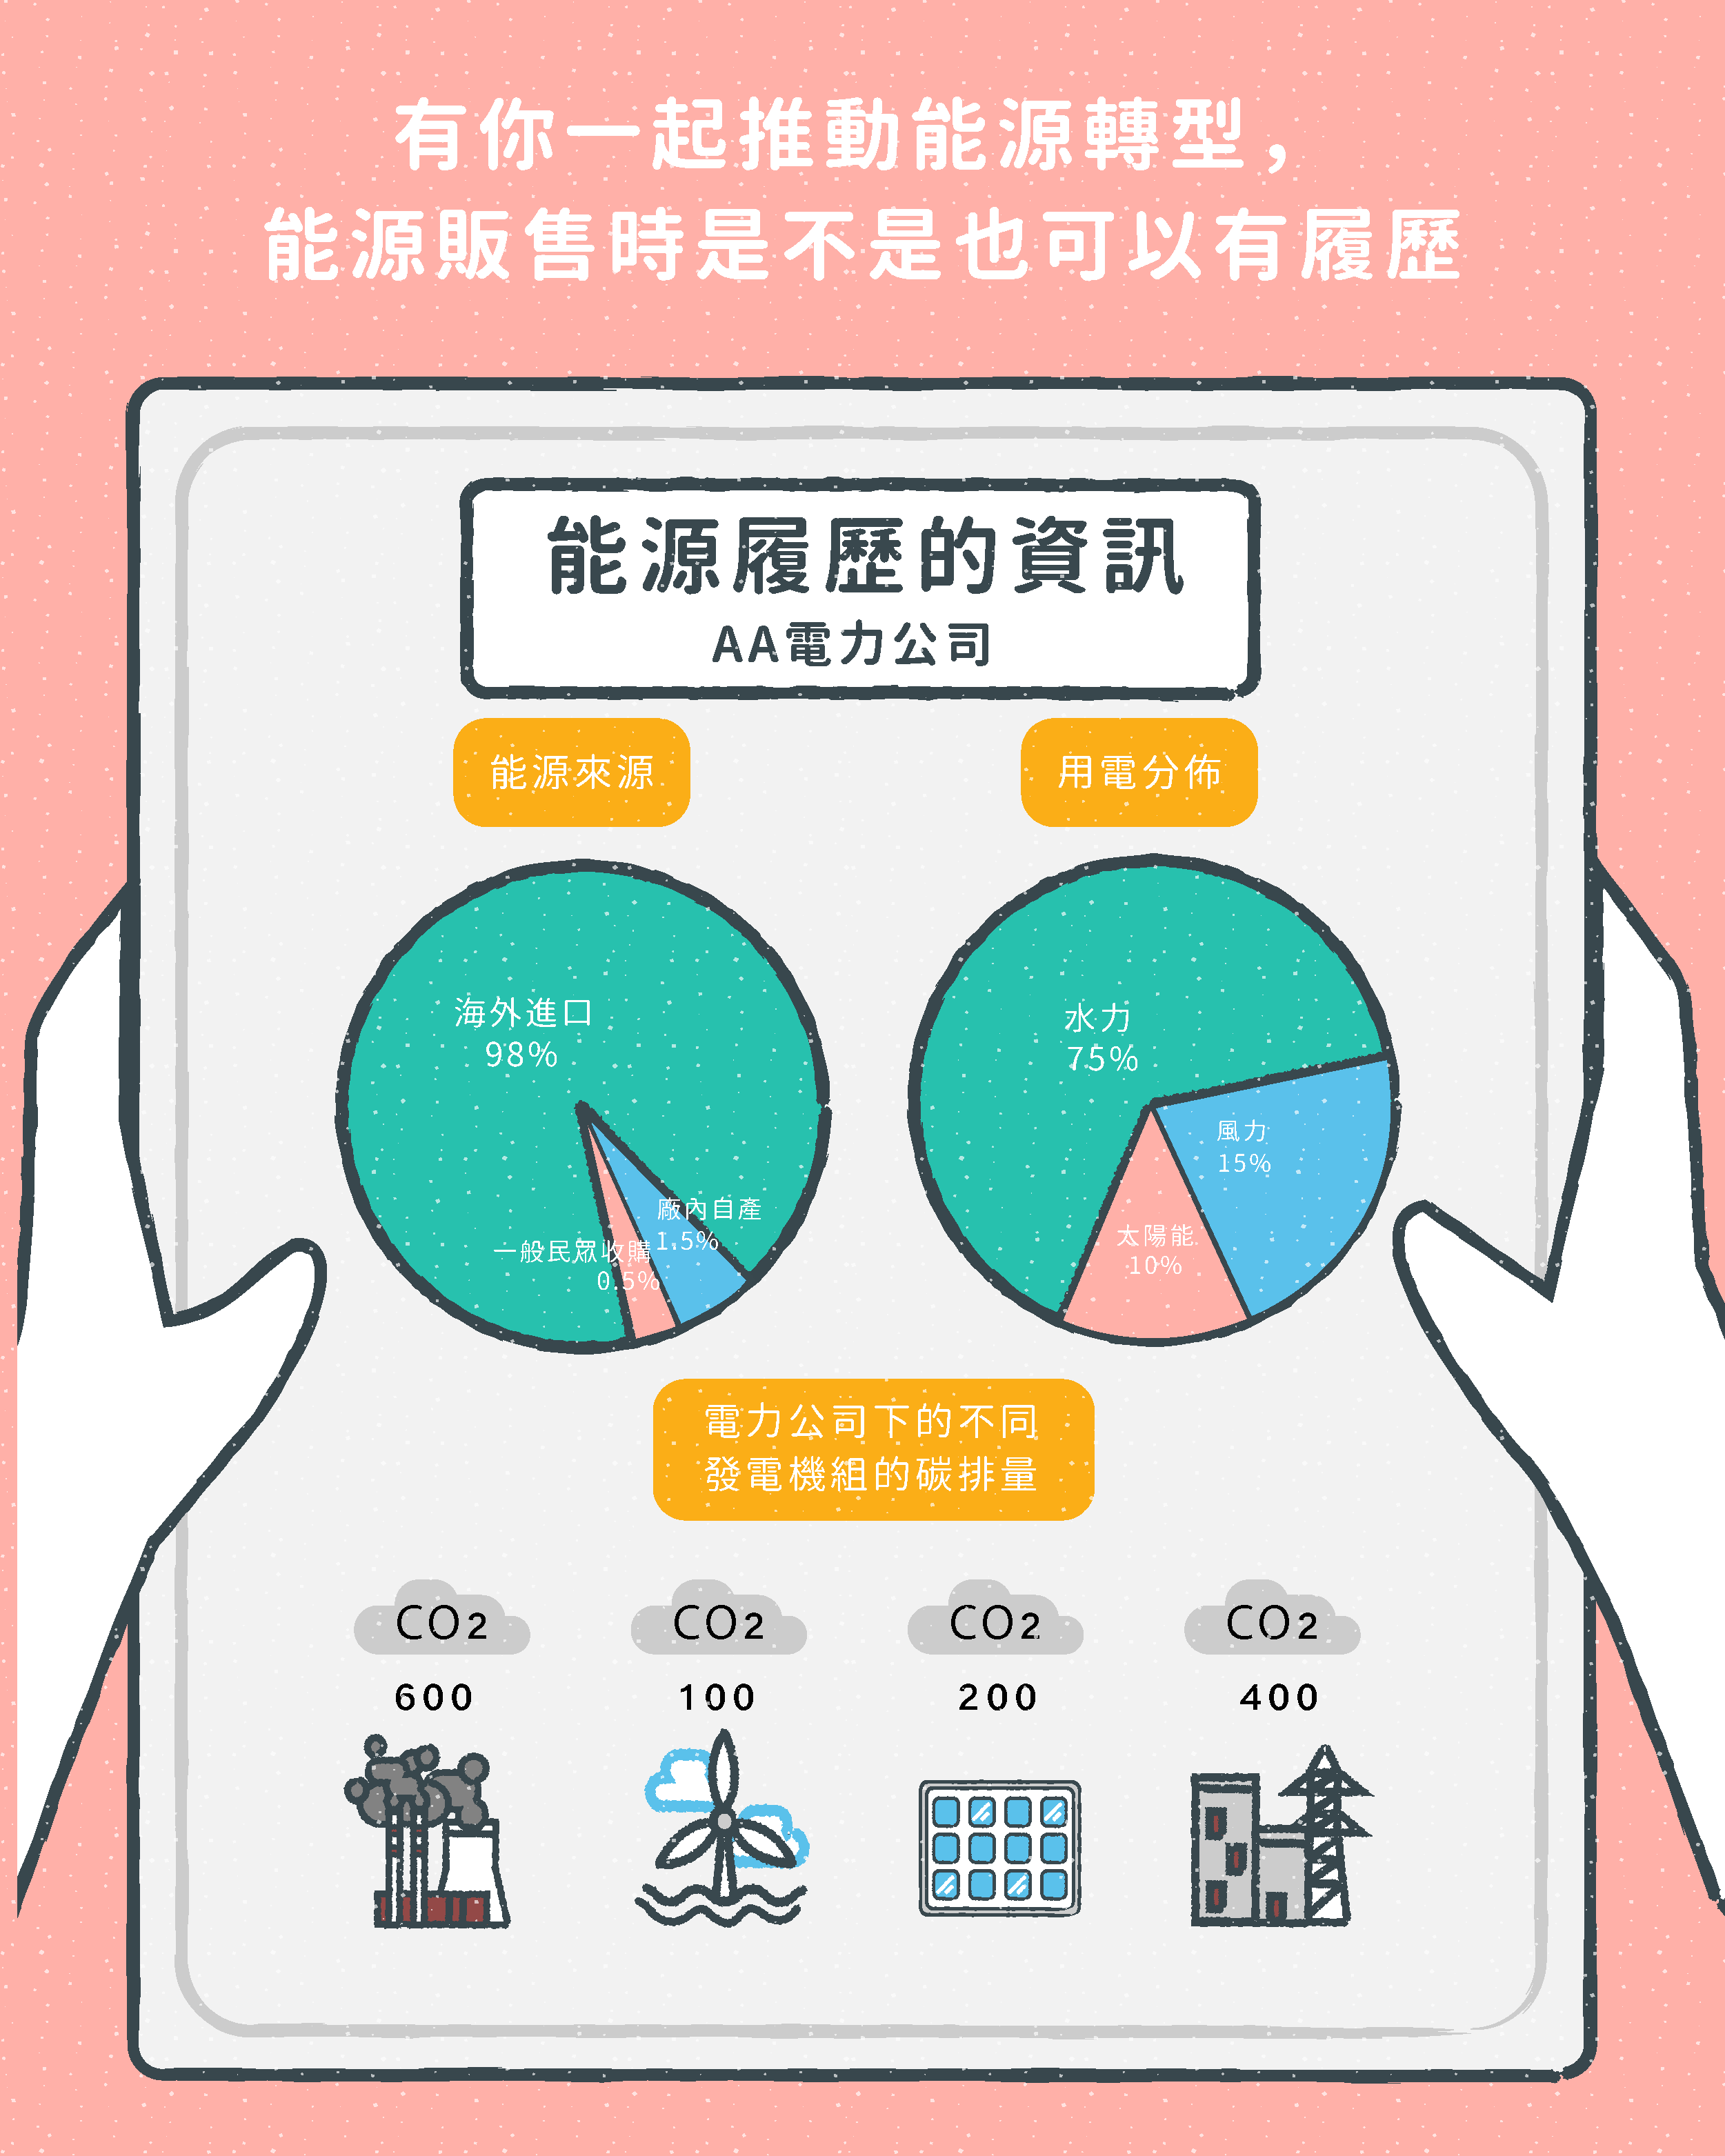 有你一起推動能源轉型，
能源販售時是不是也可以有履歷
能源履歷的資訊
AA電力公司
能源來源
用電分佈
海外進口
98%
廠內自產
1.5%
一般民眾收購
0.5%
水力
75%
風力
15%
太陽能
10%
電力公司下的不同
發電機組的碳排量
CO2
CO2
CO2
CO2
600
100
200
400